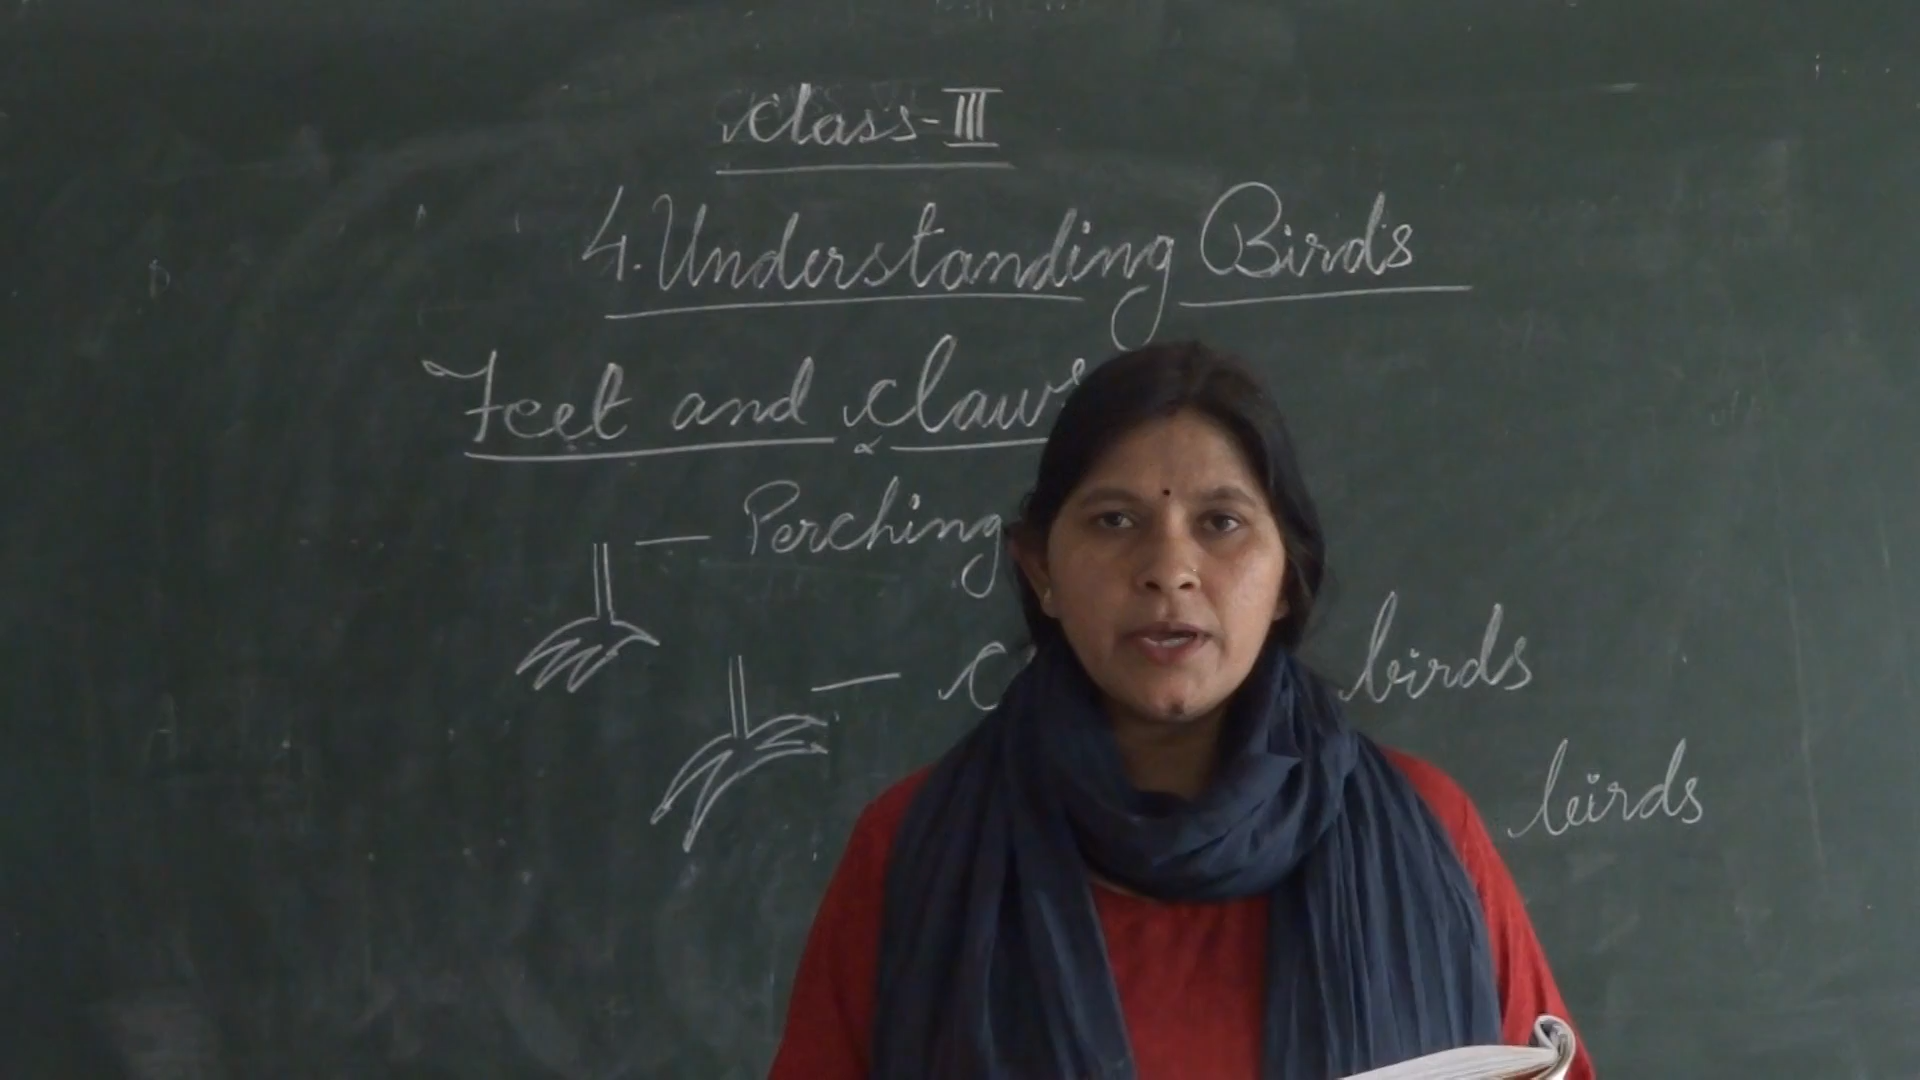 Class-III
4. Understanding Birds
Feet and claws
Perching
birds
birds